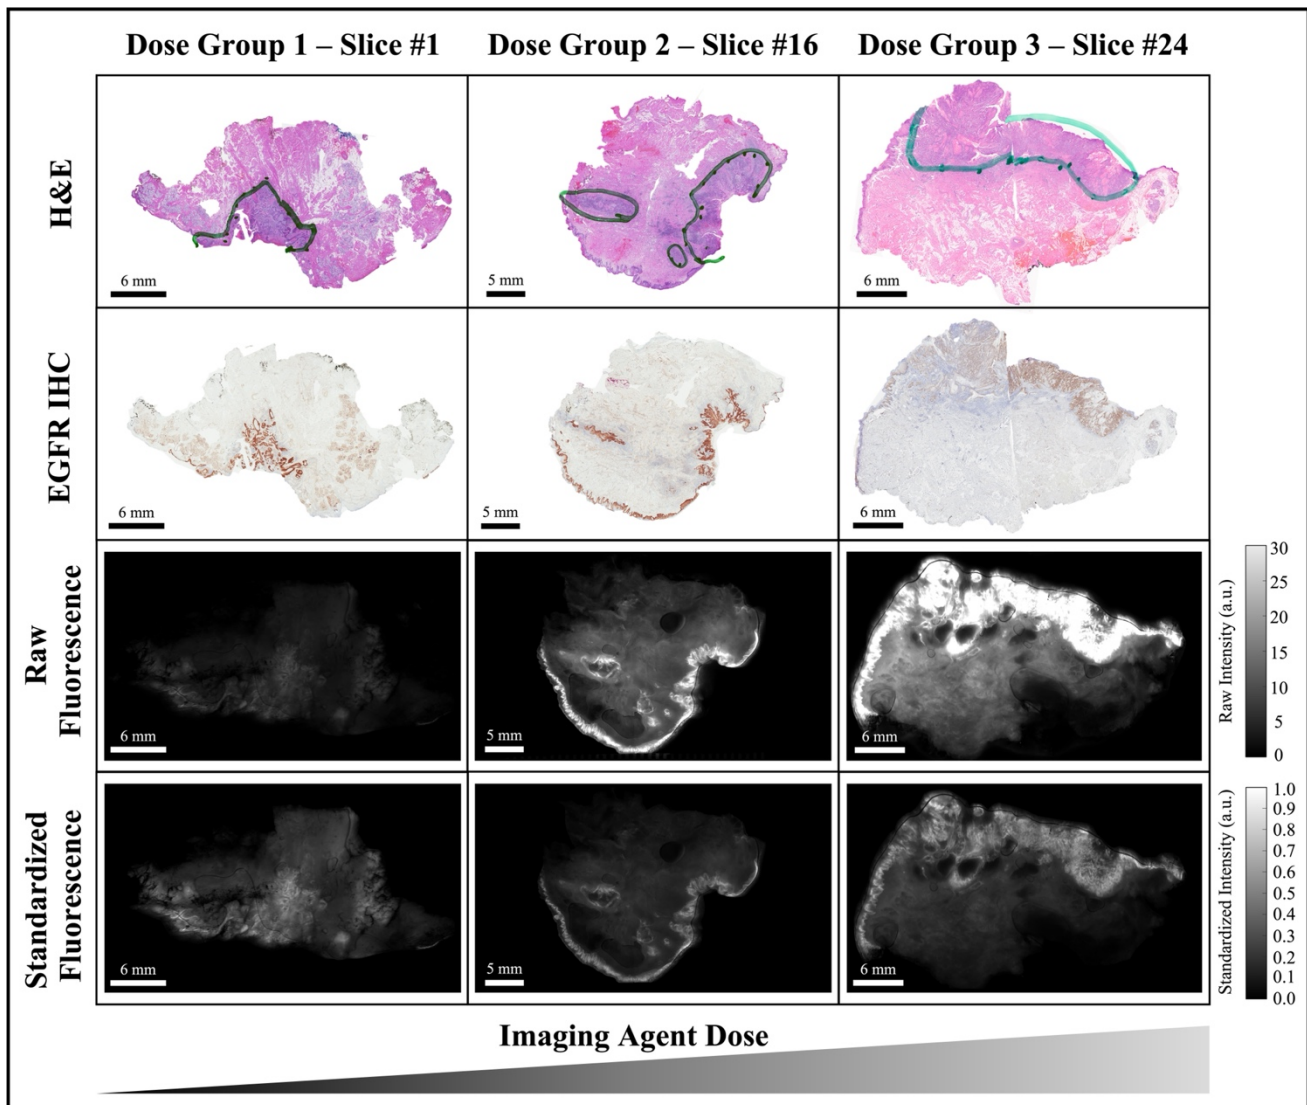 Dose Group 1 – Slice #1
Dose Group 2 – Slice #16
Dose Group 3 – Slice #24
H&E
6 mm
5 mm
6 mm
EGFR IHC
6 mm
5 mm
6 mm
Raw
Fluorescence
6 mm
5 mm
6 mm
Raw Intensity (a.u.)
30
25
20
15
10
5
0
Standardized
Fluorescence
6 mm
5 mm
6 mm
Standardized Intensity (a.u.)
1.0
0.9
0.8
0.7
0.6
0.5
0.4
0.3
0.2
0.1
0.0
Imaging Agent Dose